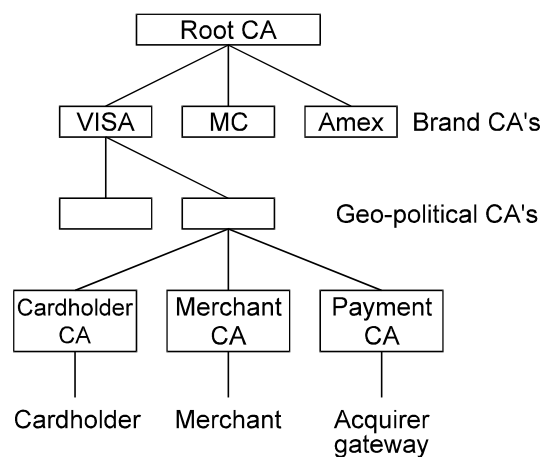 Root CA
VISA MC Amex Brand CA's
Geo-political CA's
Cardholder CA
Merchant CA
Payment CA
Cardholder Merchant Acquirer gateway